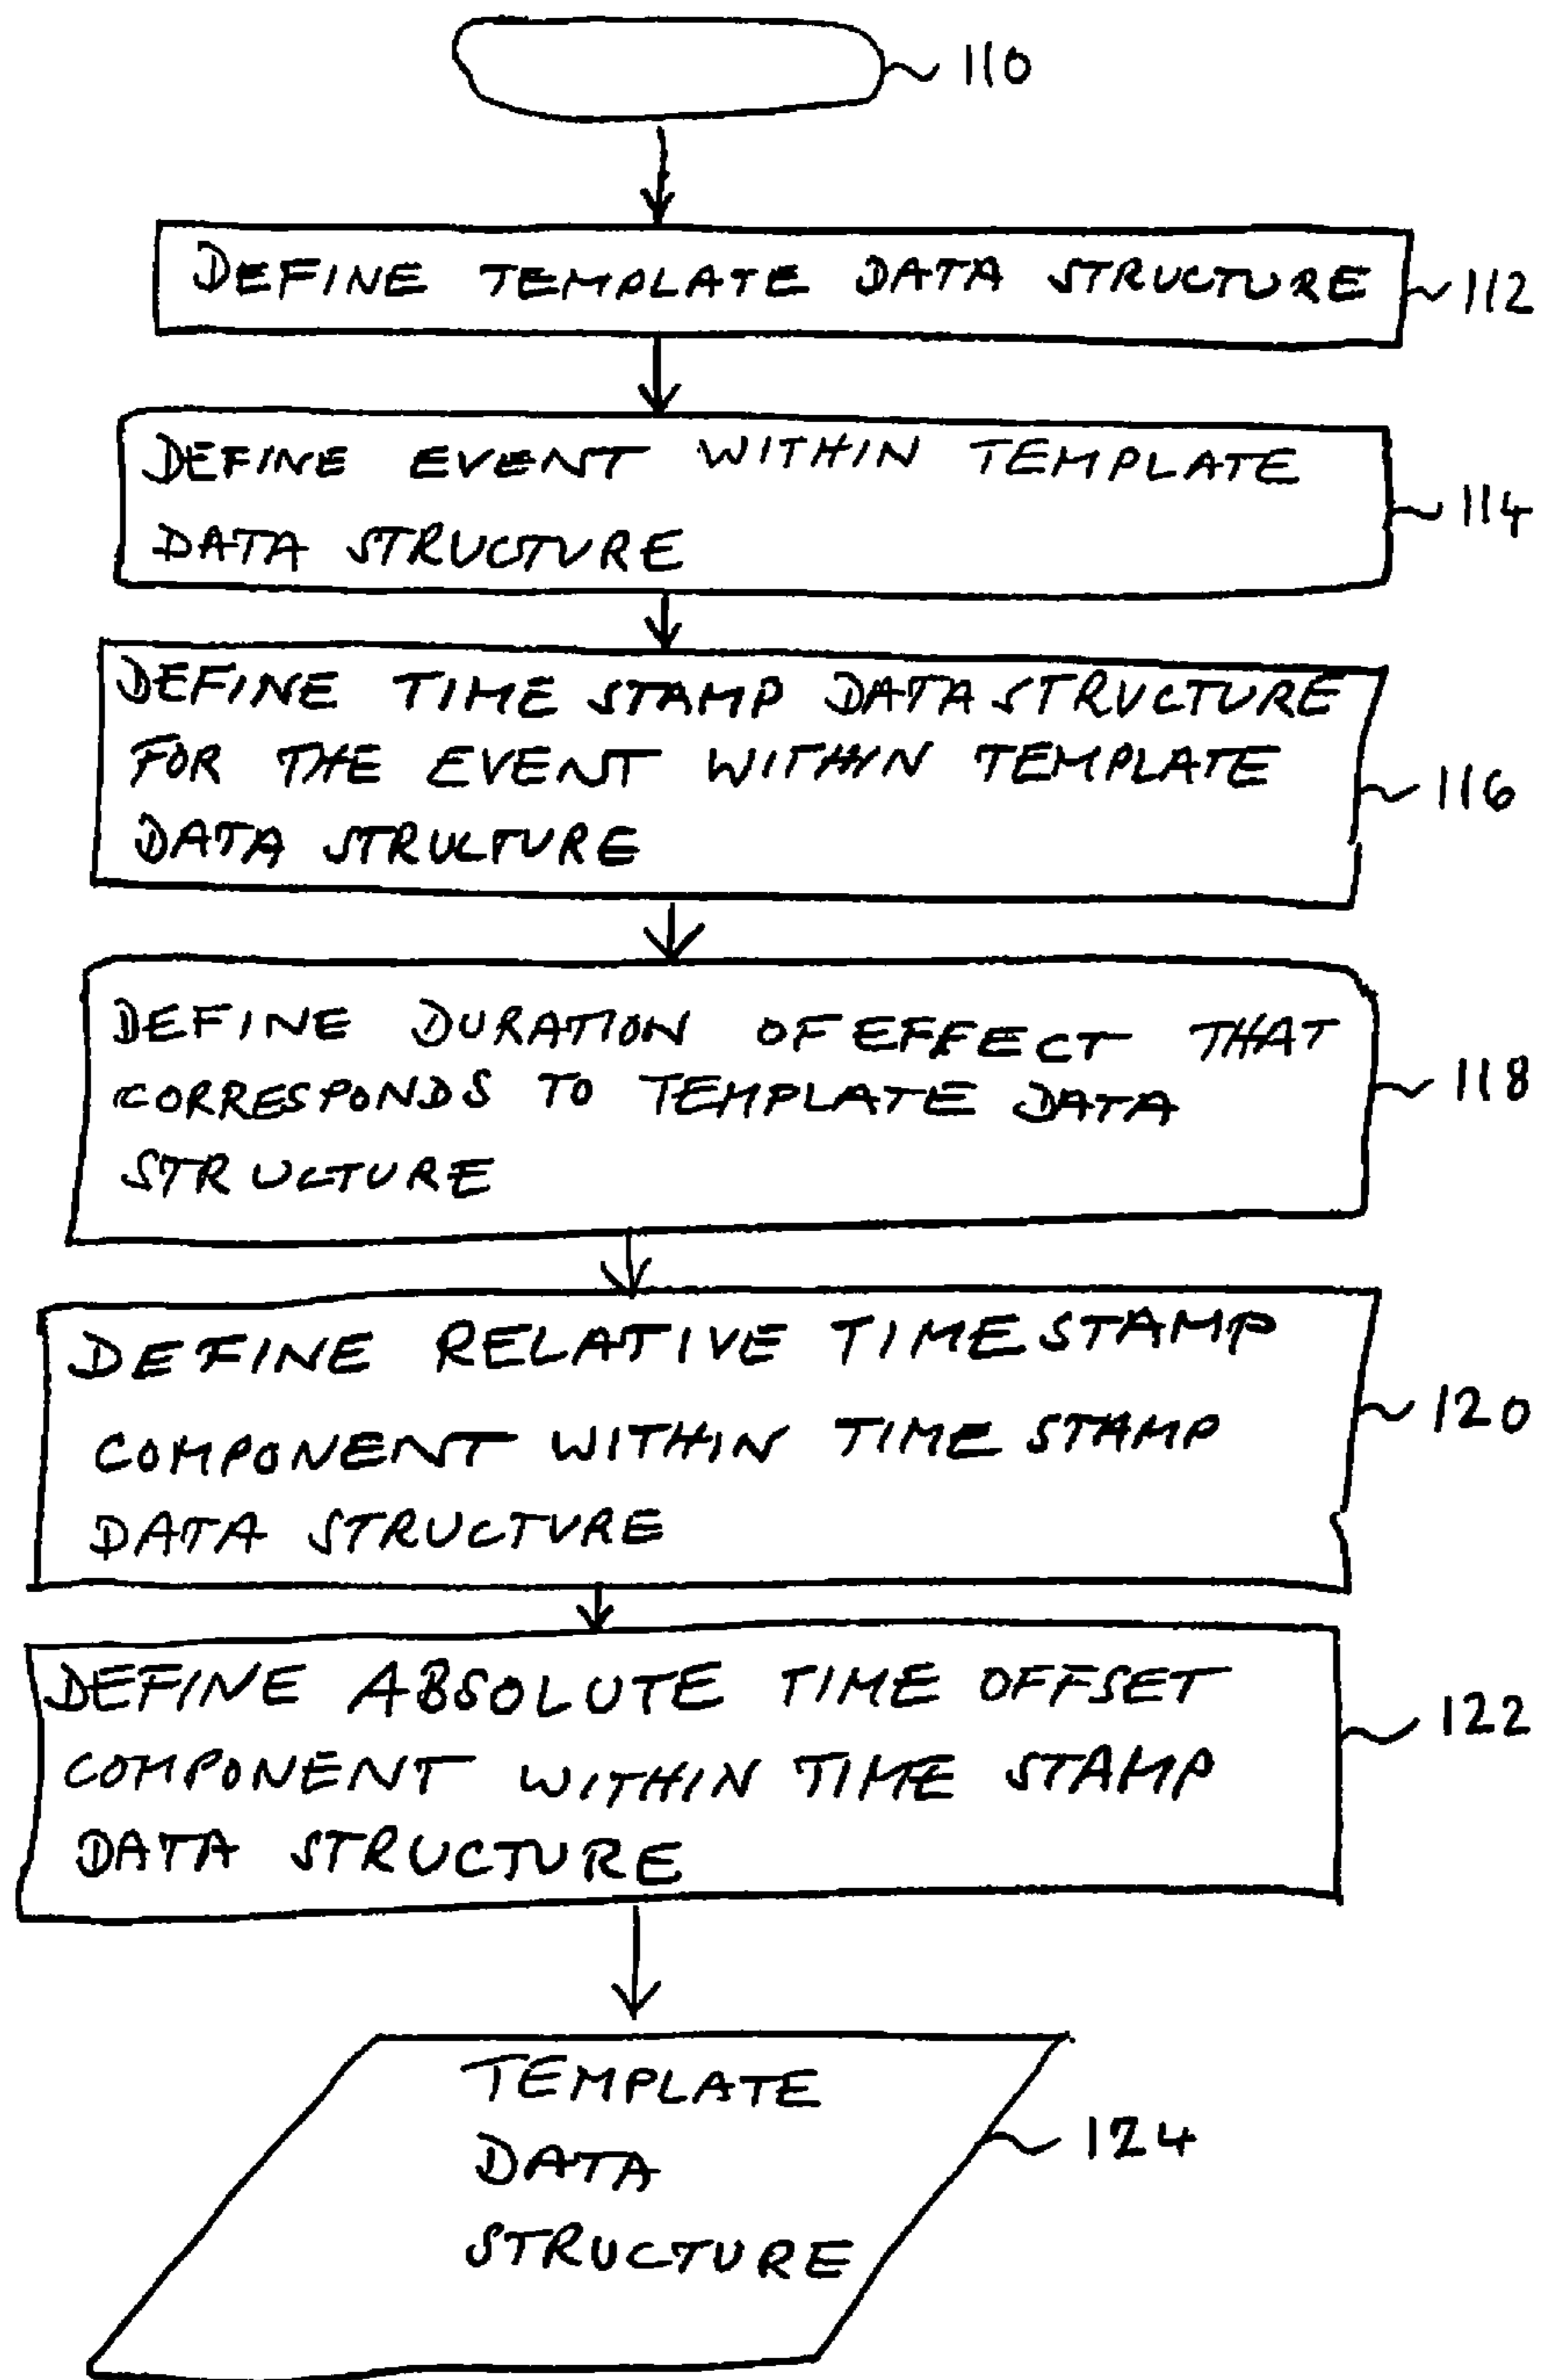 110
DEFINE TEMPLATE DATA STRUCTURE
112
DEFINE EVENT WITHIN TEMPLATE
DATA STRUCTURE
114
DEFINE TIME STAMP DATA STRUCTURE
FOR THE EVENT WITHIN TEMPLATE
DATA STRUCTURE
116
DEFINE DURATION OF EFFECT THAT
CORRESPONDS TO TEMPLATE DATA
STRUCTURE
118
DEFINE RELATIVE TIME STAMP
COMPONENT WITHIN TIME STAMP
DATA STRUCTURE
120
DEFINE ABSOLUTE TIME OFFSET
COMPONENT WITHIN TIME STAMP
DATA STRUCTURE
122
TEMPLATE
DATA
STRUCTURE
124